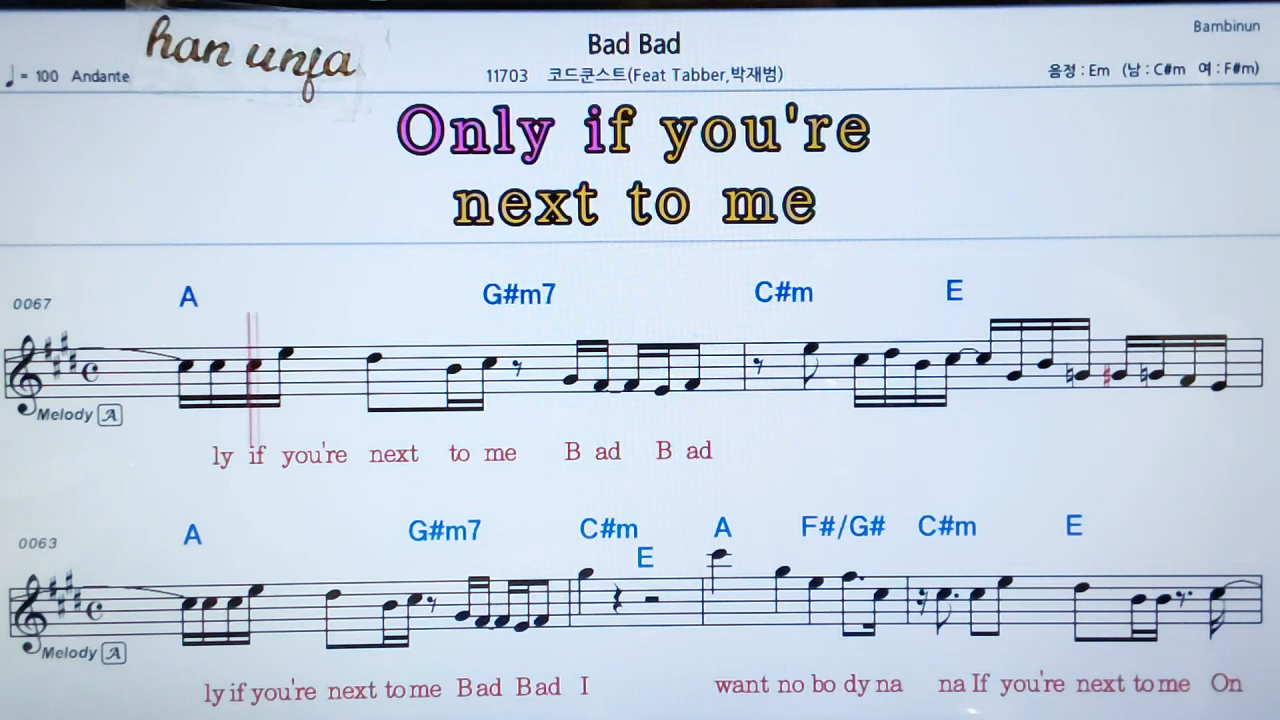 Bambinun
han unja
Bad Bad
♩= 100 Andante
11703 코드쿤스트(Feat Tabber,박재범)
음정 : Em (남 : C#m 여 : F#m)
Only if you're
next to me
0067 A G#m7 C#m E
Melody A
ly if you're next to me B ad B ad
0063 A G#m7 C#m E A F#/G# C#m E
Melody A
ly if you're next to me Bad Bad I want no bo dy na na If you're next to me On